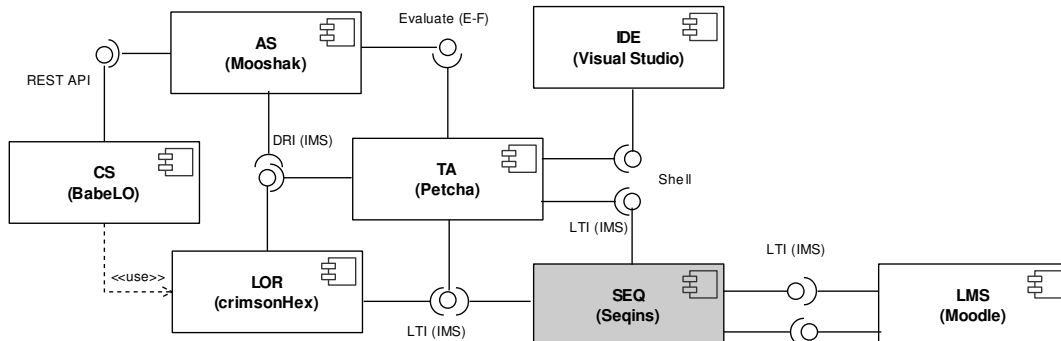 Evaluate (E-F)
AS
(Mooshak)
IDE
(Visual Studio)
REST API
DRI (IMS)
CS
(BabeLO)
TA
(Petcha)
Shell
LTI (IMS)
LTI (IMS)
<<use>>
LOR
(crimsonHex)
SEQ
(Seqins)
LMS
(Moodle)
LTI (IMS)